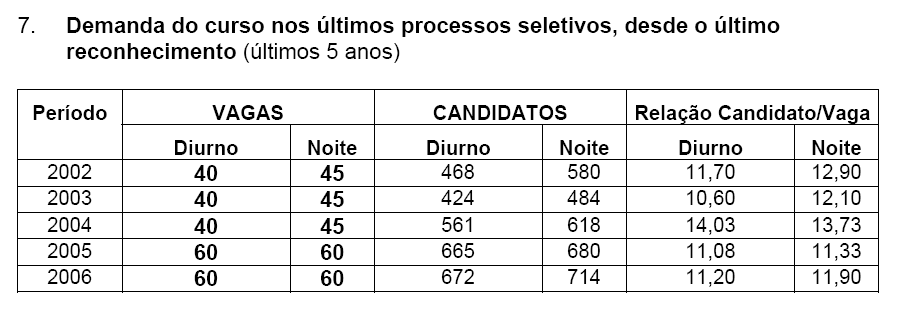 7. Demanda do curso nos últimos processos seletivos, desde o último
reconhecimento (últimos 5 anos)
Período VAGAS CANDIDATOS Relação Candidato/Vaga
Diurno Noite Diurno Noite Diurno Noite
2002 40 45 468 580 11,70 12,90
2003 40 45 424 484 10,60 12,10
2004 40 45 561 618 14,03 13,73
2005 60 60 665 680 11,08 11,33
2006 60 60 672 714 11,20 11,90